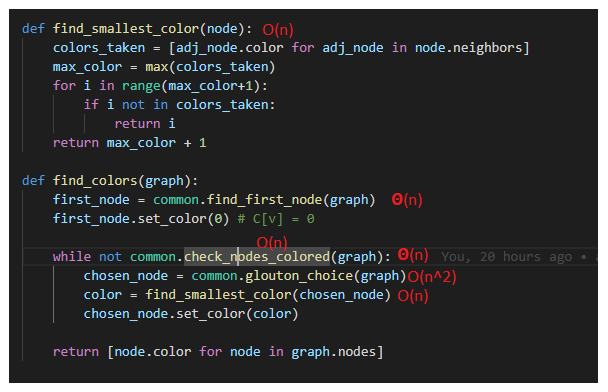 def find_smallest_color(node): O(n)
    colors_taken = [adj_node.color for adj_node in node.neighbors]
    max_color = max(colors_taken)
    for i in range(max_color+1):
        if i not in colors_taken:
            return i
    return max_color + 1
def find_colors(graph):
    first_node = common.find_first_node(graph) Θ(n)
    first_node.set_color(0) # C[v] = 0
O(n)
    while not common.check_nodes_colored(graph): Θ(n) You, 20 hours ago •
        chosen_node = common.glouton_choice(graph) O(n^2)
        color = find_smallest_color(chosen_node) O(n)
        chosen_node.set_color(color)
    return [node.color for node in graph.nodes]